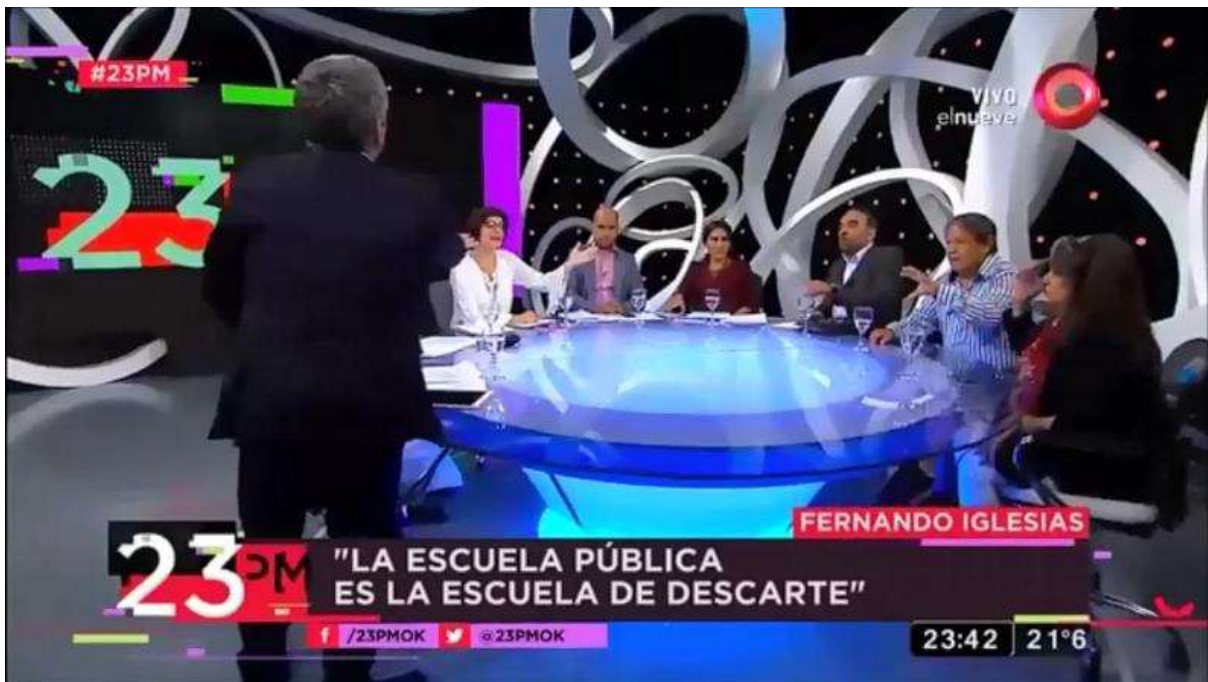 #23PM
VIVO
elnueve
23
FERNANDO IGLESIAS
23PM
"LA ESCUELA PÚBLICA
ES LA ESCUELA DE DESCARTE"
f /23PMOK @23PMOK
23:42 21°6